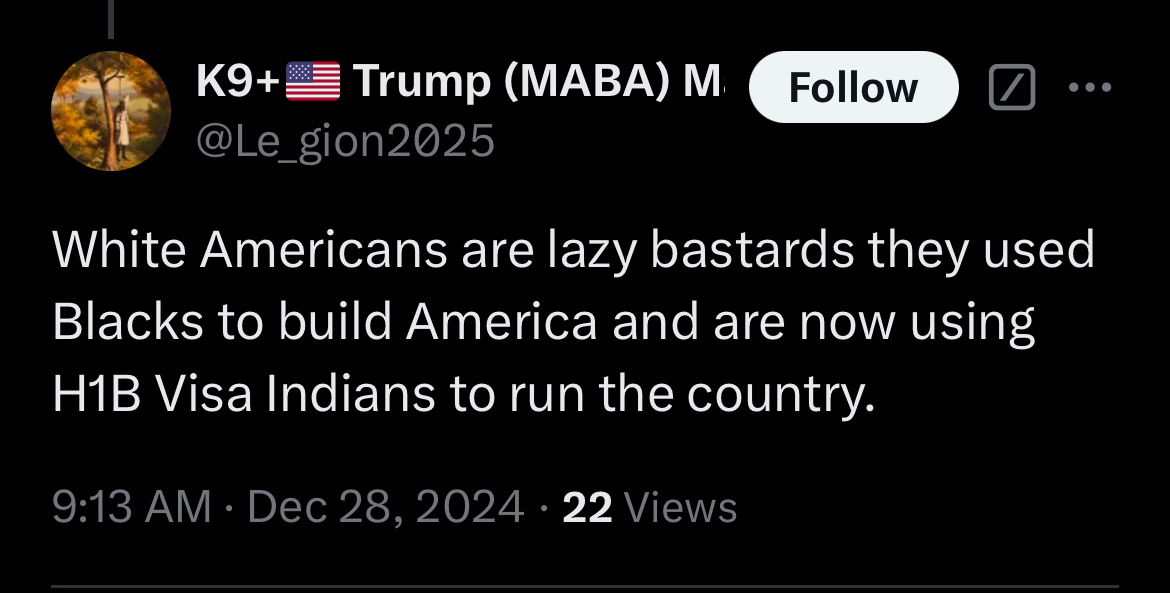 K9+🇺🇸 Trump (MABA) M
Follow
@Le_gion2025
White Americans are lazy bastards they used
Blacks to build America and are now using
H1B Visa Indians to run the country.
9:13 AM · Dec 28, 2024 · 22 Views